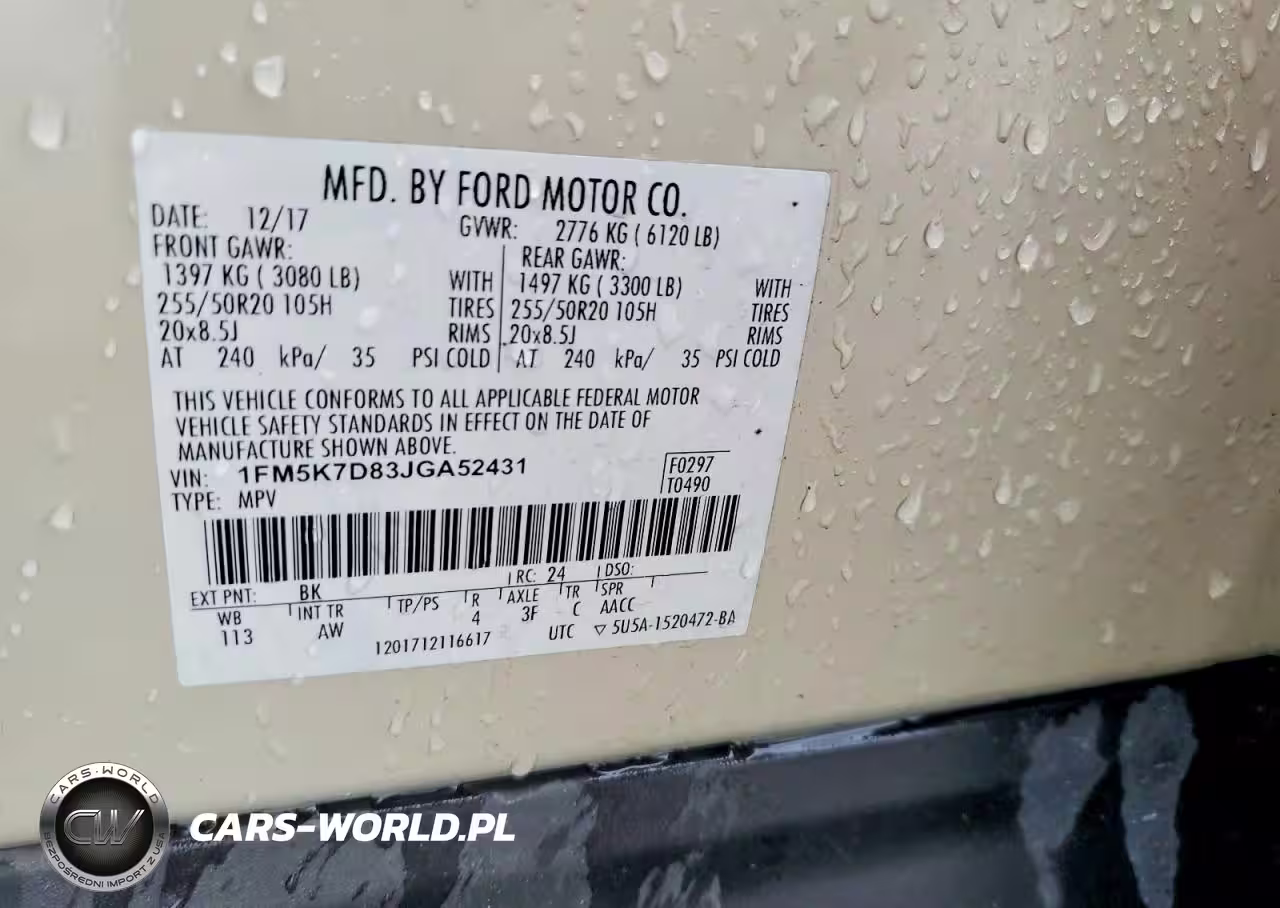 MFD. BY FORD MOTOR CO.
DATE: 12/17 GVWR: 2776 KG ( 6120 LB)
FRONT GAWR: REAR GAWR:
1397 KG ( 3080 LB) WITH 1497 KG ( 3300 LB) WITH
255/50R20 105H TIRES 255/50R20 105H TIRES
20x8.5J RIMS 20x8.5J RIMS
AT 240 kPa/ 35 PSI COLD AT 240 kPa/ 35 PSI COLD
THIS VEHICLE CONFORMS TO ALL APPLICABLE FEDERAL MOTOR
VEHICLE SAFETY STANDARDS IN EFFECT ON THE DATE OF
MANUFACTURE SHOWN ABOVE.
VIN: 1FM5K7D83JGA52431 F0297
TYPE: MPV T0490
EXT PNT: BK RC: 24 DSO:
WB INT TR TP/PS R AXLE TR SPR
113 AW 4 3F C AACC
1201712116617 UTC ▽ 5U5A-1520472-BA
CARS-WORLD
CW
BEZPOŚREDNI IMPORT Z USA
CARS-WORLD.PL